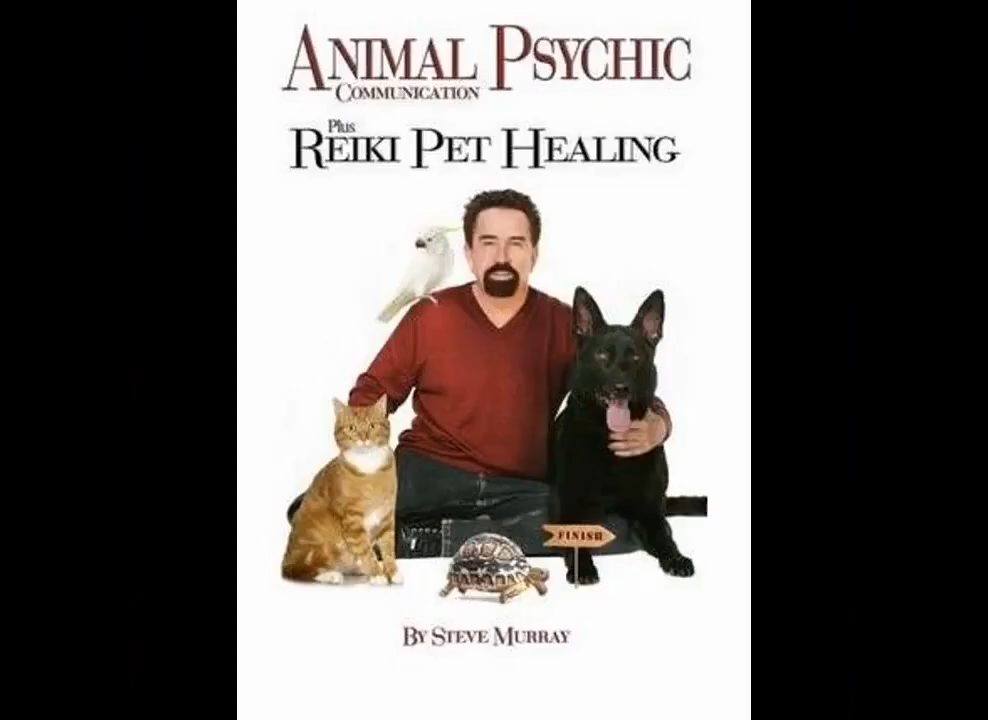 ANIMAL PSYCHIC
COMMUNICATION
Plus
REIKI PET HEALING
FINISH
BY STEVE MURRAY